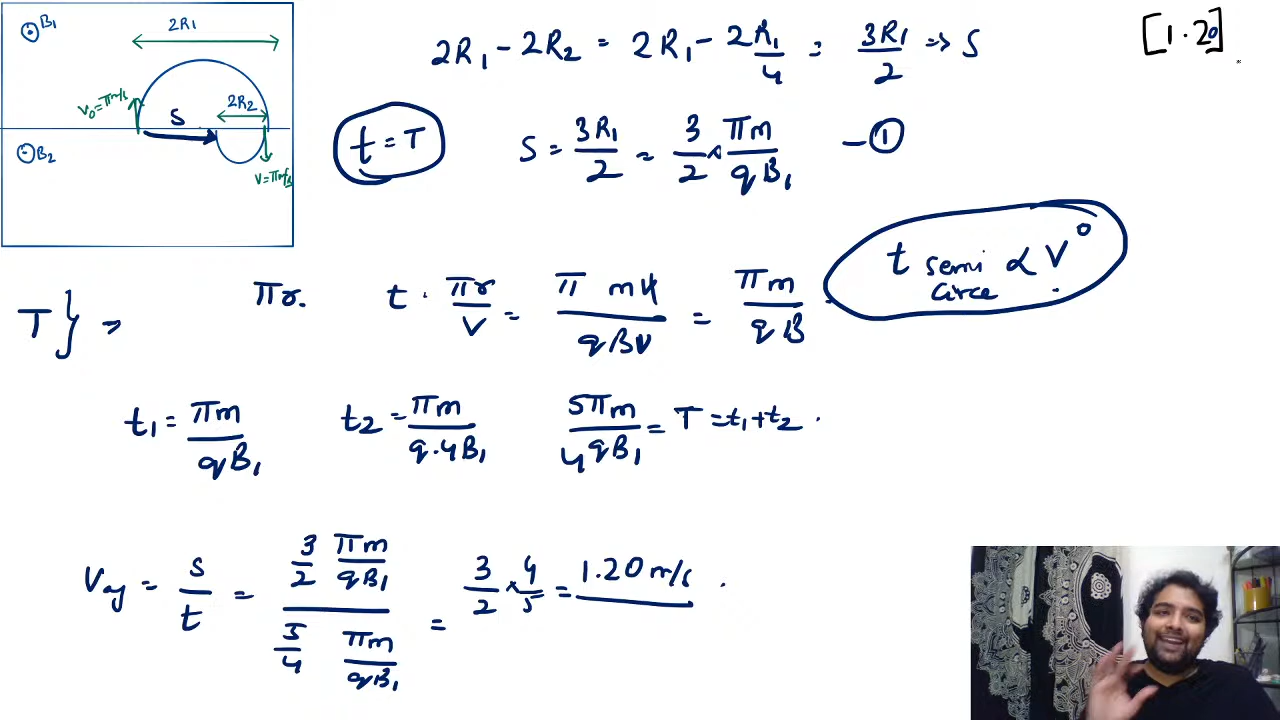 B1
2R1
V0=πm/s
S
2R2
B2
V=πm/s
2R1 - 2R2 = 2R1 - 2R1/4 = 3R1/2 => S
[1.20]
t = T
S = 3R1/2 = 3/2 × πm/qB1 - ①
t semi circe ∝ V^0
T} =>
πr. t · πr/V = π mv/qBv = πm/qB
t1 = πm/qB1
t2 = πm/q.4B1
5πm/4qB1 = T = t1+t2 .
Vavg = s/t = 3/2 πm/qB1 / 5/4 πm/qB1 = 3/2 × 4/5 = 1.20 m/s .